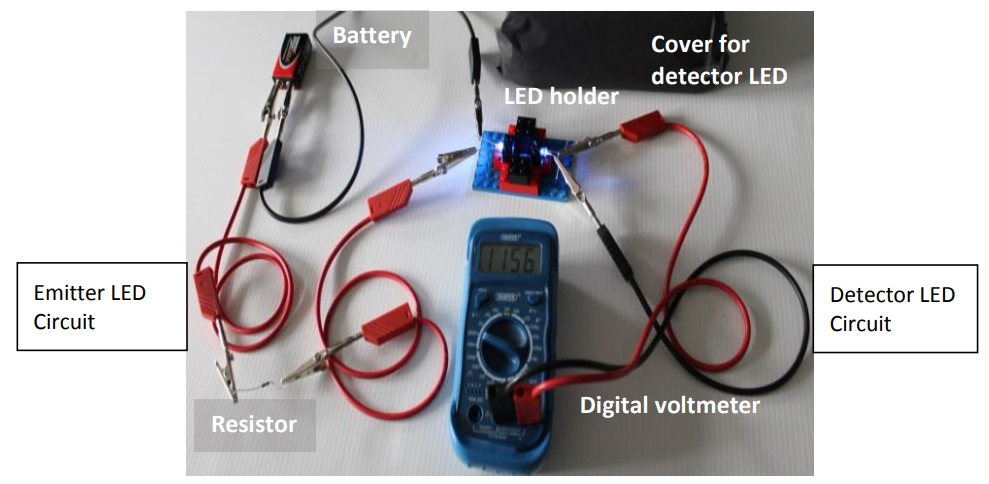 Battery
Cover for
detector LED
LED holder
1156
Emitter LED
Circuit
Detector LED
Circuit
Digital voltmeter
Resistor